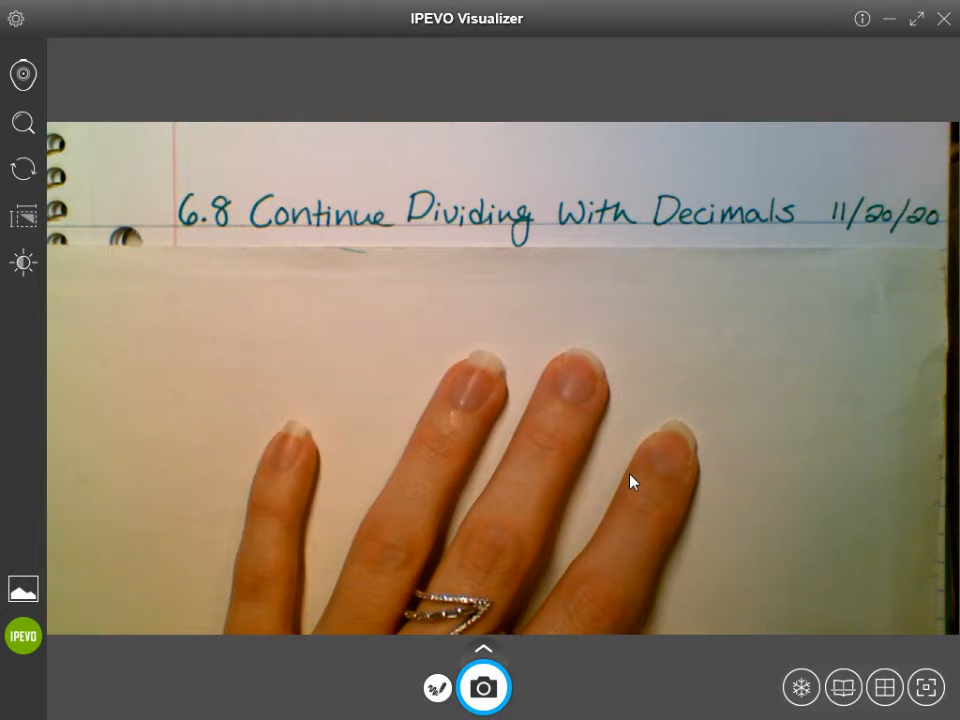 IPEVO Visualizer
6.8 Continue Dividing With Decimals 11/20/20
IPEVO